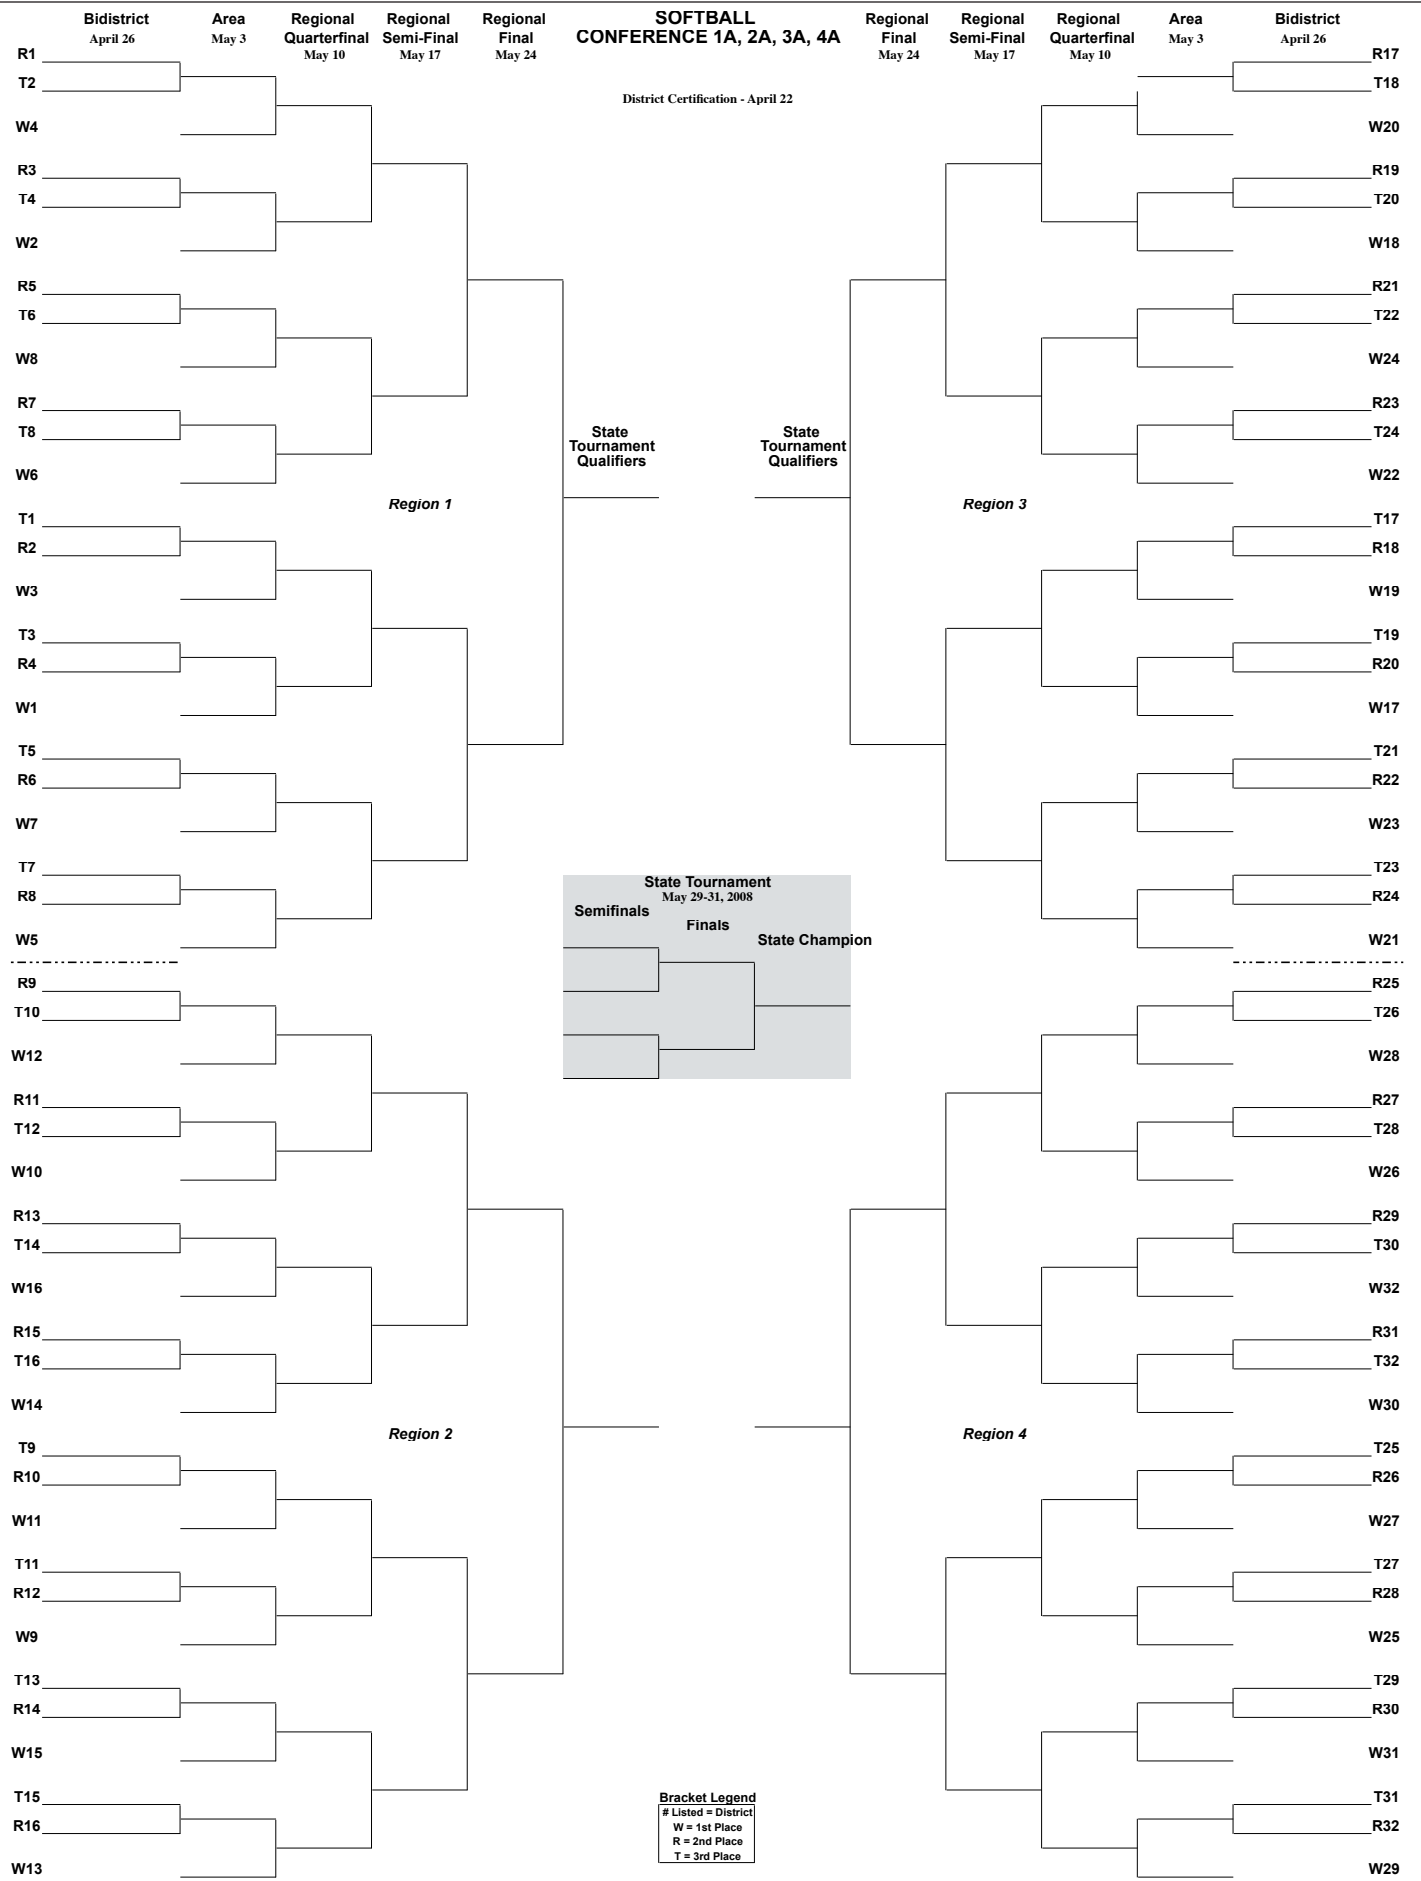 Bidistrict
April 26
Area
May 3
Regional
Quarterfinal
May 10
Regional
Semi-Final
May 17
Regional
Final
May 24
SOFTBALL
CONFERENCE 1A, 2A, 3A, 4A
District Certification - April 22
Regional
Final
May 24
Regional
Semi-Final
May 17
Regional
Quarterfinal
May 10
Area
May 3
Bidistrict
April 26
R1
T2
W4
R3
T4
W2
R5
T6
W8
R7
T8
W6
Region 1
T1
R2
W3
T3
R4
W1
T5
R6
W7
T7
R8
W5
R9
T10
W12
R11
T12
W10
R13
T14
W16
R15
T16
W14
Region 2
T9
R10
W11
T11
R12
W9
T13
R14
W15
T15
R16
W13
State
Tournament
Qualifiers
State
Tournament
Qualifiers
State Tournament
May 29-31, 2008
Semifinals
Finals
State Champion
Bracket Legend
# Listed = District
W = 1st Place
R = 2nd Place
T = 3rd Place
R17
T18
W20
R19
T20
W18
R21
T22
W24
R23
T24
W22
Region 3
T17
R18
W19
T19
R20
W17
T21
R22
W23
T23
R24
W21
R25
T26
W28
R27
T28
W26
R29
T30
W32
R31
T32
W30
Region 4
T25
R26
W27
T27
R28
W25
T29
R30
W31
T31
R32
W29